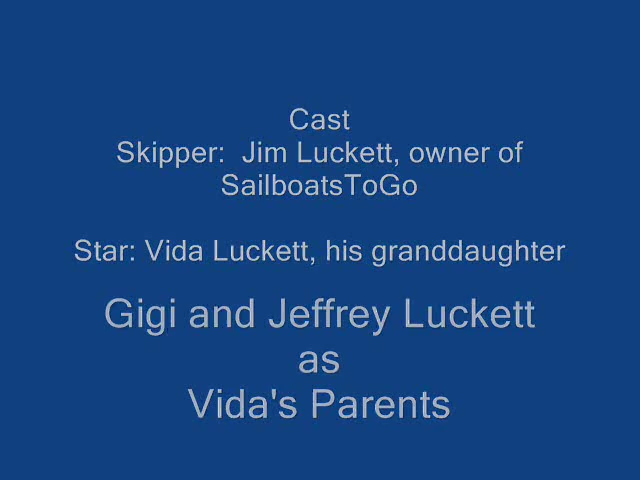 Cast
Skipper:  Jim Luckett, owner of
SailboatsToGo
Star: Vida Luckett, his granddaughter
Gigi and Jeffrey Luckett
as
Vida's Parents